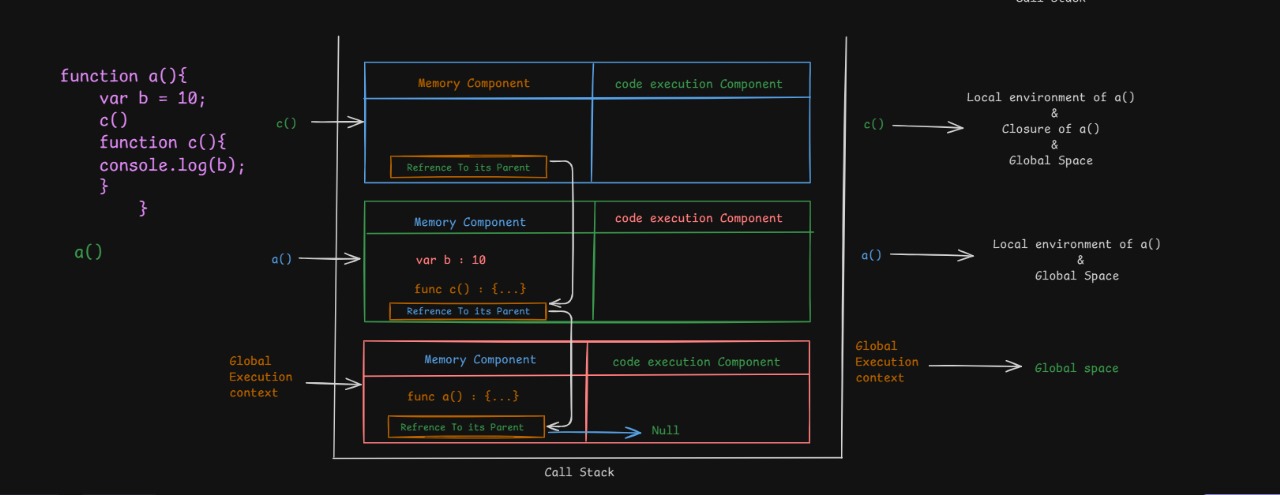 Call Stack
function a(){
var b = 10;
c()
function c(){
console.log(b);
}
}
a()
c()
Memory Component
code execution Component
Refrence To its Parent
a()
Memory Component
code execution Component
var b : 10
func c() : {...}
Refrence To its Parent
Global
Execution
context
Memory Component
code execution Component
func a() : {...}
Refrence To its Parent
Null
Call Stack
c()
Local environment of a()
&
Closure of a()
&
Global Space
a()
Local environment of a()
&
Global Space
Global
Execution
context
Global space